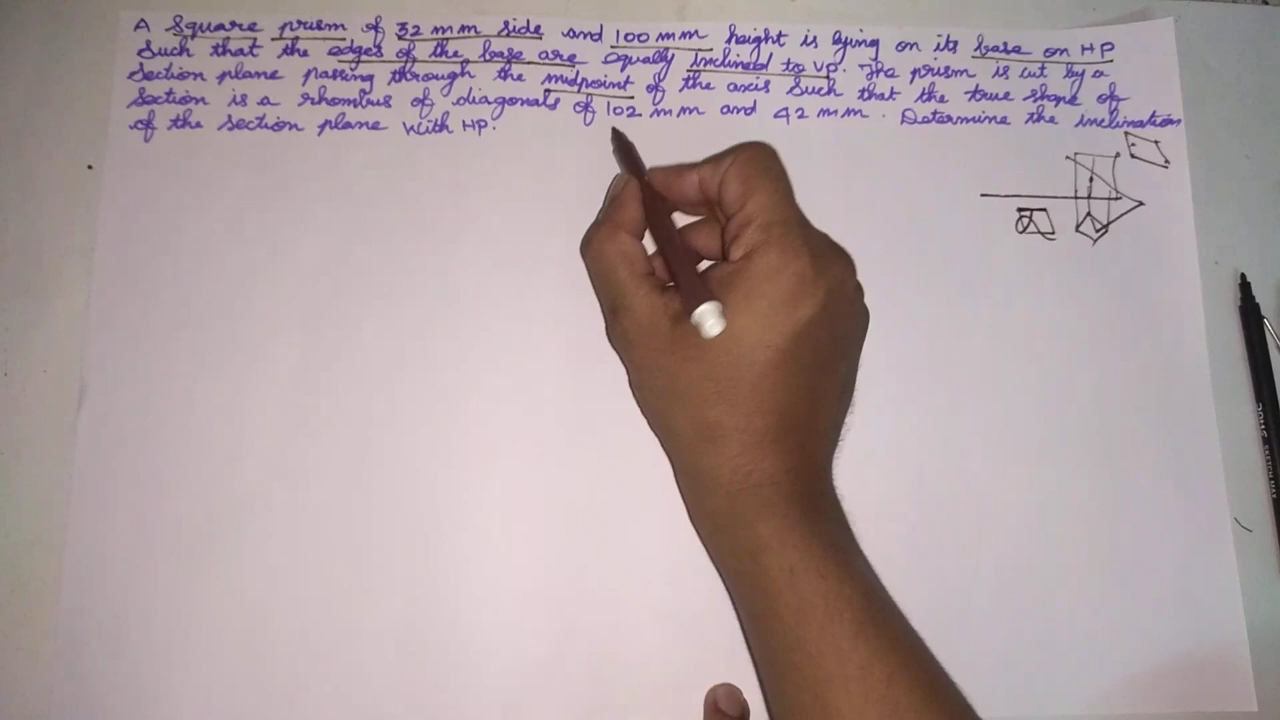 A Square prism of 32 mm side and 100 mm height is lying on its base on HP
Such that the edges of the base are equally inclined to VP. The prism is cut by a
Section plane passing through the midpoint of the axis Such that the true shape of
Section is a rhombus of diagonals of 102 mm and 42 mm. Determine the inclination
of the section plane with HP.